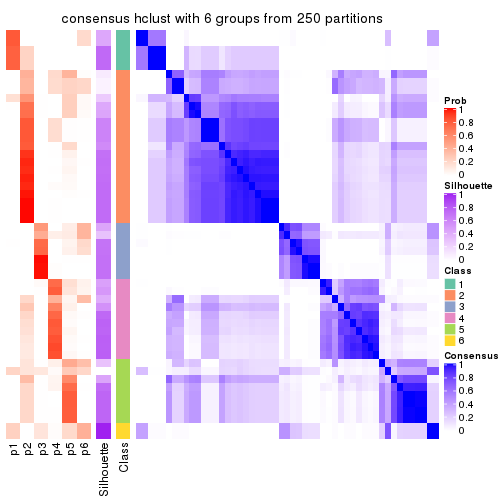 consensus hclust with 6 groups from 250 partitions
Prob
1
0.8
0.6
0.4
0.2
0
Silhouette
1
0.8
0.6
0.4
0.2
0
Class
1
2
3
4
5
6
Consensus
1
0.8
0.6
0.4
0.2
0
p1
p2
p3
p4
p5
p6
Silhouette
Class